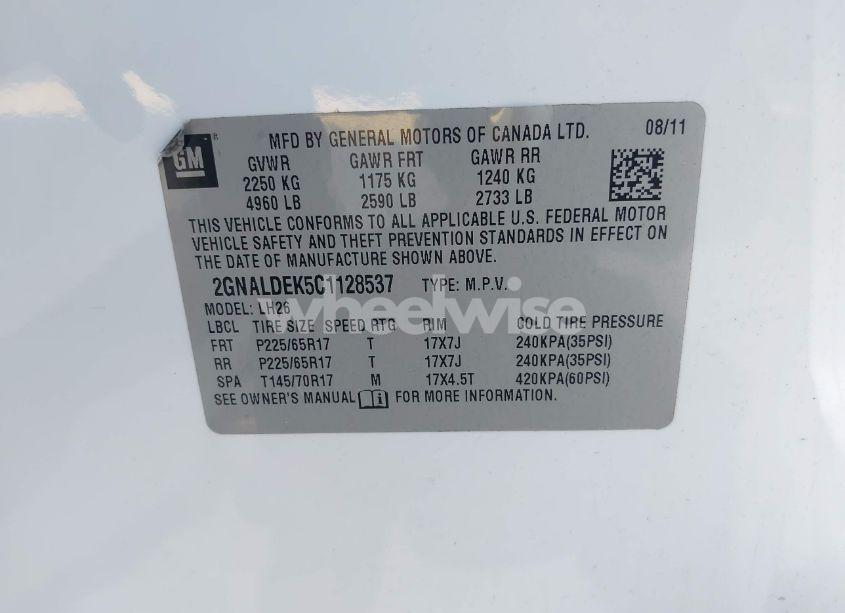 MFD BY GENERAL MOTORS OF CANADA LTD. 08/11
GM ®
GVWR GAWR FRT GAWR RR
2250 KG 1175 KG 1240 KG
4960 LB 2590 LB 2733 LB
THIS VEHICLE CONFORMS TO ALL APPLICABLE U.S. FEDERAL MOTOR
VEHICLE SAFETY AND THEFT PREVENTION STANDARDS IN EFFECT ON
THE DATE OF MANUFACTURE SHOWN ABOVE.
2GNALDEK5C1128537 TYPE: M.P.V.
MODEL: LH26
wheelwise
LBCL TIRE SIZE SPEED RTG RIM COLD TIRE PRESSURE
FRT P225/65R17 T 17X7J 240KPA(35PSI)
RR P225/65R17 T 17X7J 240KPA(35PSI)
SPA T145/70R17 M 17X4.5T 420KPA(60PSI)
SEE OWNER'S MANUAL i FOR MORE INFORMATION.